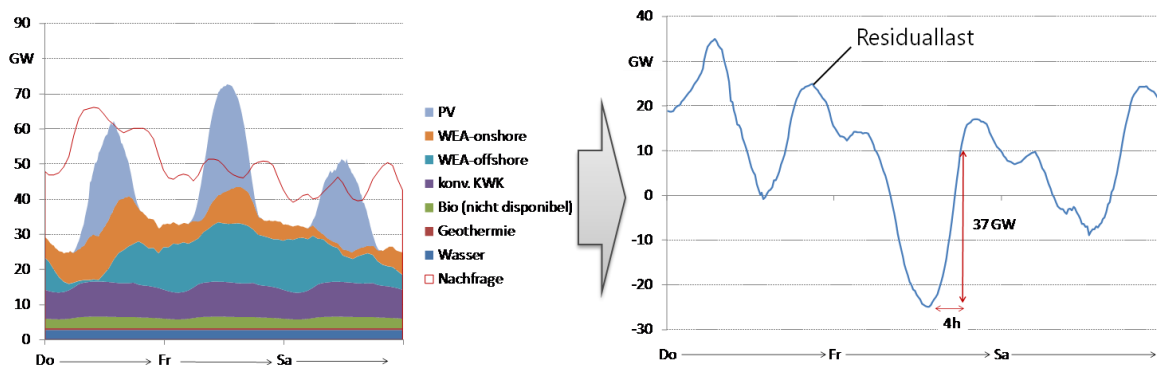 90
GW
70
60
50
40
30
20
10
0
Do
Fr
Sa
PV
WEA-onshore
WEA-offshore
konv. KWK
Bio (nicht disponibel)
Geothermie
Wasser
Nachfrage
40
GW
20
10
0
-10
-20
-30
Do
Fr
Sa
Residuallast
37 GW
4h